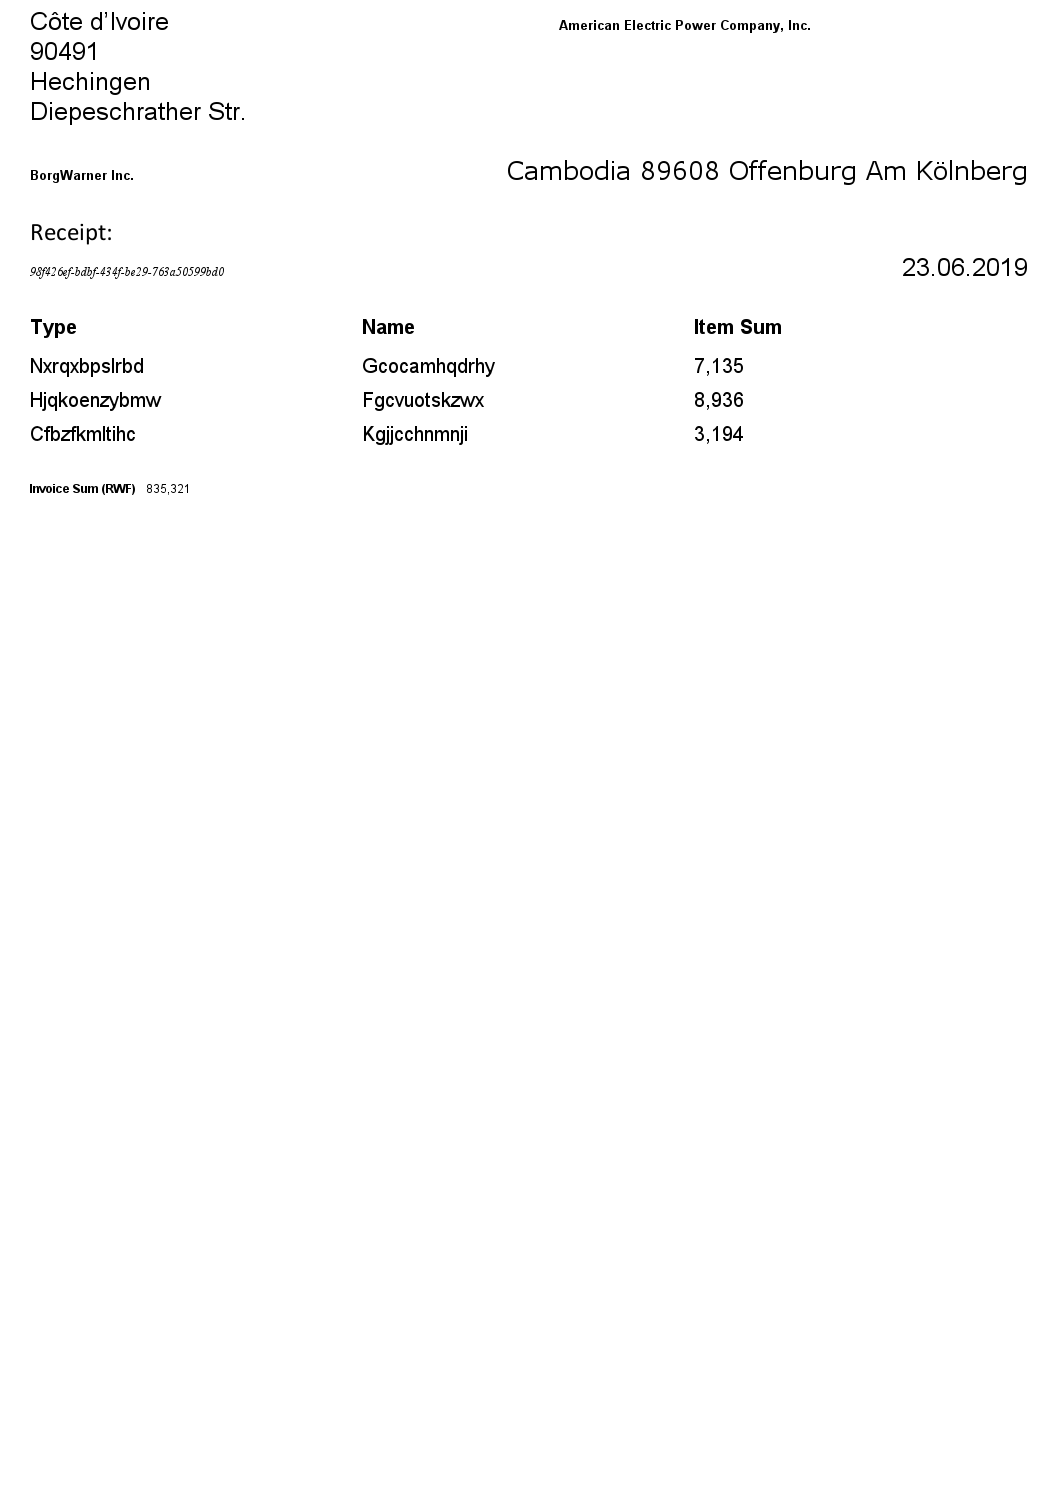 Côte d'Ivoire
90491
Hechingen
Diepeschrather Str.
American Electric Power Company, Inc.
BorgWarner Inc.
Cambodia 89608 Offenburg Am Kölnberg
Receipt:
98f426ef-bdbf-434f-be29-763a50599bd0
23.06.2019
Type Name Item Sum
Nxrqxbpslrbd Gcocamhqdrhy 7,135
Hjqkoenzybmw Fgcvuotskzwx 8,936
Cfbzfkmltihc Kgjjcchnmnji 3,194
Invoice Sum (RWF) 835,321